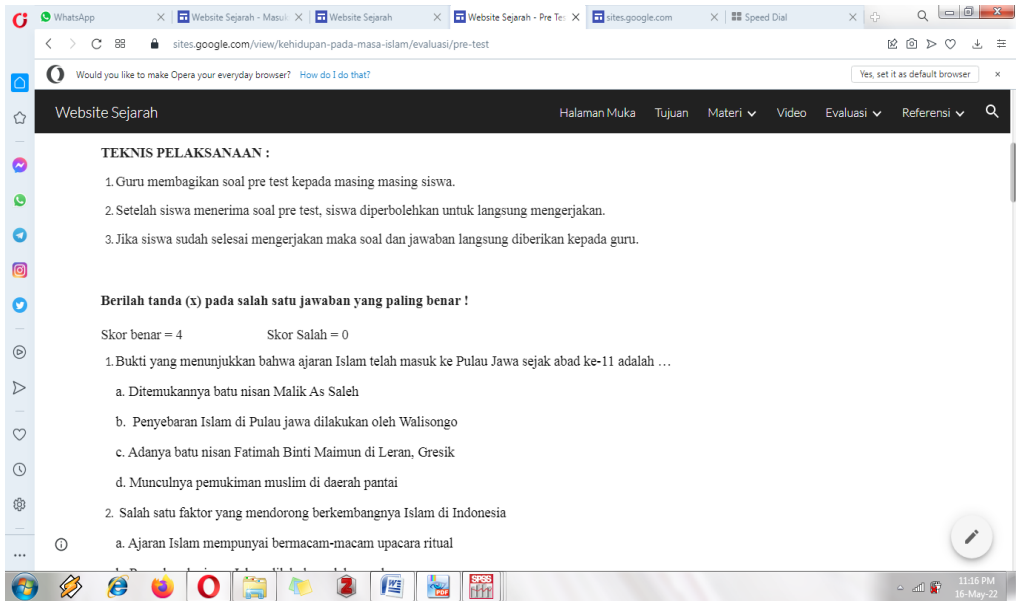 WhatsApp
Website Sejarah - Masuk
Website Sejarah
Website Sejarah - Pre Te
sites.google.com
Speed Dial
sites.google.com/view/kehidupan-pada-masa-islam/evaluasi/pre-test
Would you like to make Opera your everyday browser? How do I do that?
Yes, set it as default browser
Website Sejarah
Halaman Muka Tujuan Materi Video Evaluasi Referensi
TEKNIS PELAKSANAAN :
1. Guru membagikan soal pre test kepada masing masing siswa.
2. Setelah siswa menerima soal pre test, siswa diperbolehkan untuk langsung mengerjakan.
3. Jika siswa sudah selesai mengerjakan maka soal dan jawaban langsung diberikan kepada guru.
Berilah tanda (x) pada salah satu jawaban yang paling benar !
Skor benar = 4 Skor Salah = 0
1. Bukti yang menunjukkan bahwa ajaran Islam telah masuk ke Pulau Jawa sejak abad ke-11 adalah …
a. Ditemukannya batu nisan Malik As Saleh
b. Penyebaran Islam di Pulau jawa dilakukan oleh Walisongo
c. Adanya batu nisan Fatimah Binti Maimun di Leran, Gresik
d. Munculnya pemukiman muslim di daerah pantai
2. Salah satu faktor yang mendorong berkembangnya Islam di Indonesia
a. Ajaran Islam mempunyai bermacam-macam upacara ritual
PDF
SPSS
11:16 PM
16-May-22